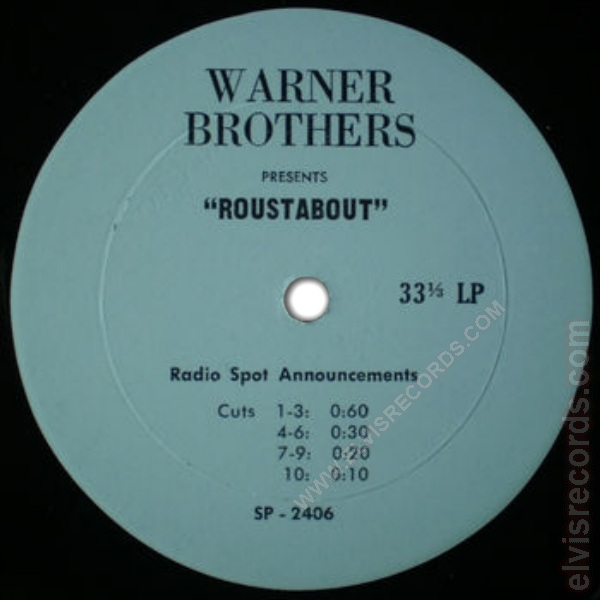 WARNER
BROTHERS
PRESENTS
"ROUSTABOUT"
33⅓ LP
Radio Spot Announcements
Cuts 1-3: 0:60
4-6: 0:30
7-9: 0:20
10: 0:10
SP - 2406
www.ELVISRECORDS.COM
elvisrecords.com